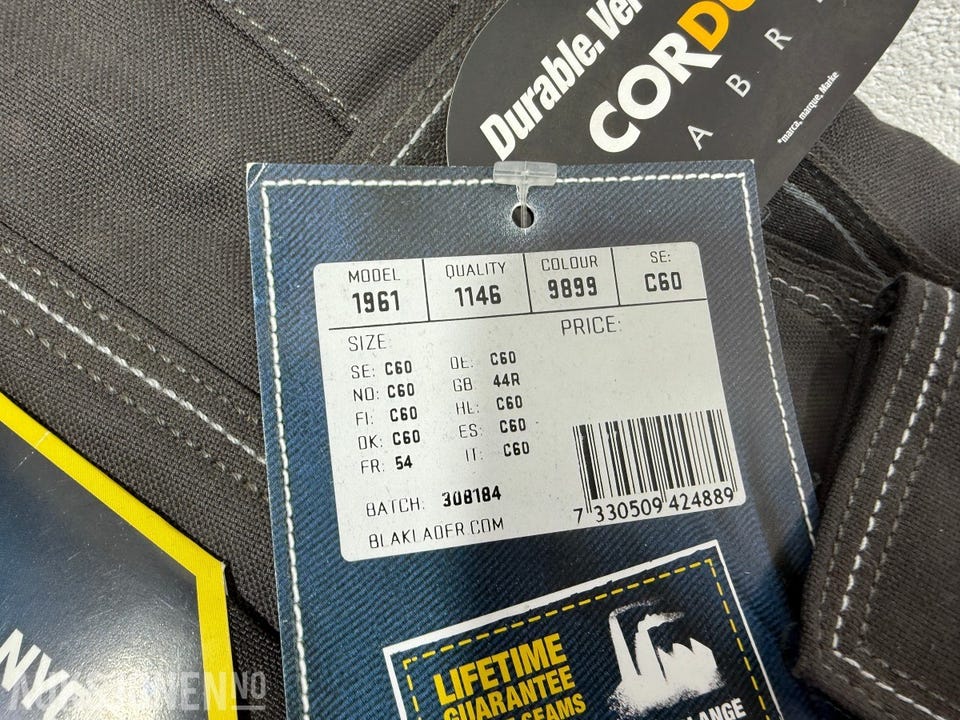 Durable. Ver
CORDU
A B R
*marca, marque, Marke
MODEL QUALITY COLOUR SE:
1961 1146 9899 C60
SIZE: PRICE:
SE: C60 DE: C60
NO: C60 GB: 44R
FI: C60 NL: C60
DK: C60 ES: C60
FR: 54 IT: C60
BATCH: 308184
BLAKLADER.COM
7 330509 424889
LIFETIME
GUARANTEE
SEAMS
LANGE